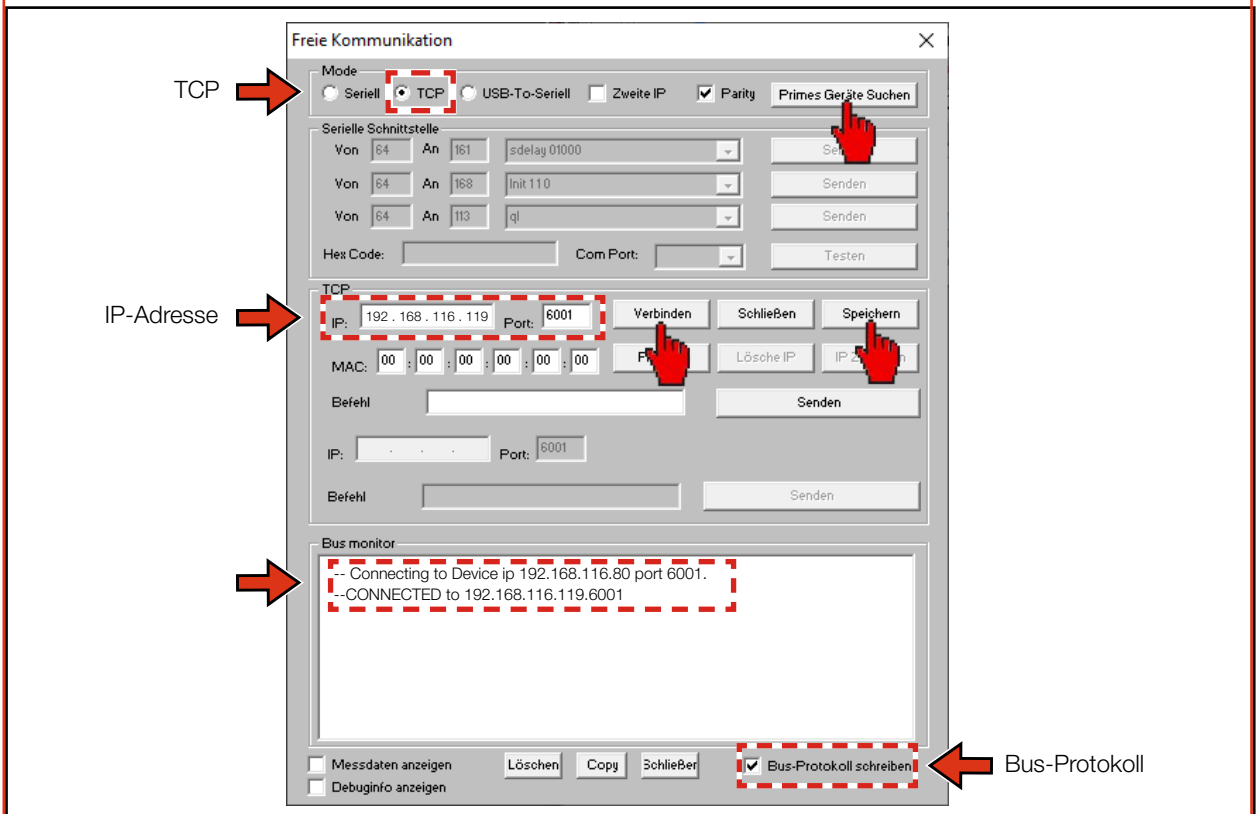 Freie Kommunikation
Mode
TCP
Seriell TCP USB-To-Seriell Zweite IP Parity Primes Geräte Suchen
Serielle Schnittstelle
Von 64 An 161 sdelay 01000
Von 64 An 168 Init 110 Senden
Von 64 An 113 ql Senden
Hex Code: Com Port: Testen
TCP
IP-Adresse
IP: 192 . 168 . 116 . 119 Port: 6001 Verbinden Schließen Speichern
MAC: 00 : 00 : 00 : 00 : 00 : 00 Lösche IP
Befehl Senden
IP: . . . Port: 6001
Befehl Senden
Bus monitor
-- Connecting to Device ip 192.168.116.80 port 6001.
--CONNECTED to 192.168.116.119.6001
Messdaten anzeigen Löschen Copy Schließer Bus-Protokoll schreiben
Bus-Protokoll
Debuginfo anzeigen